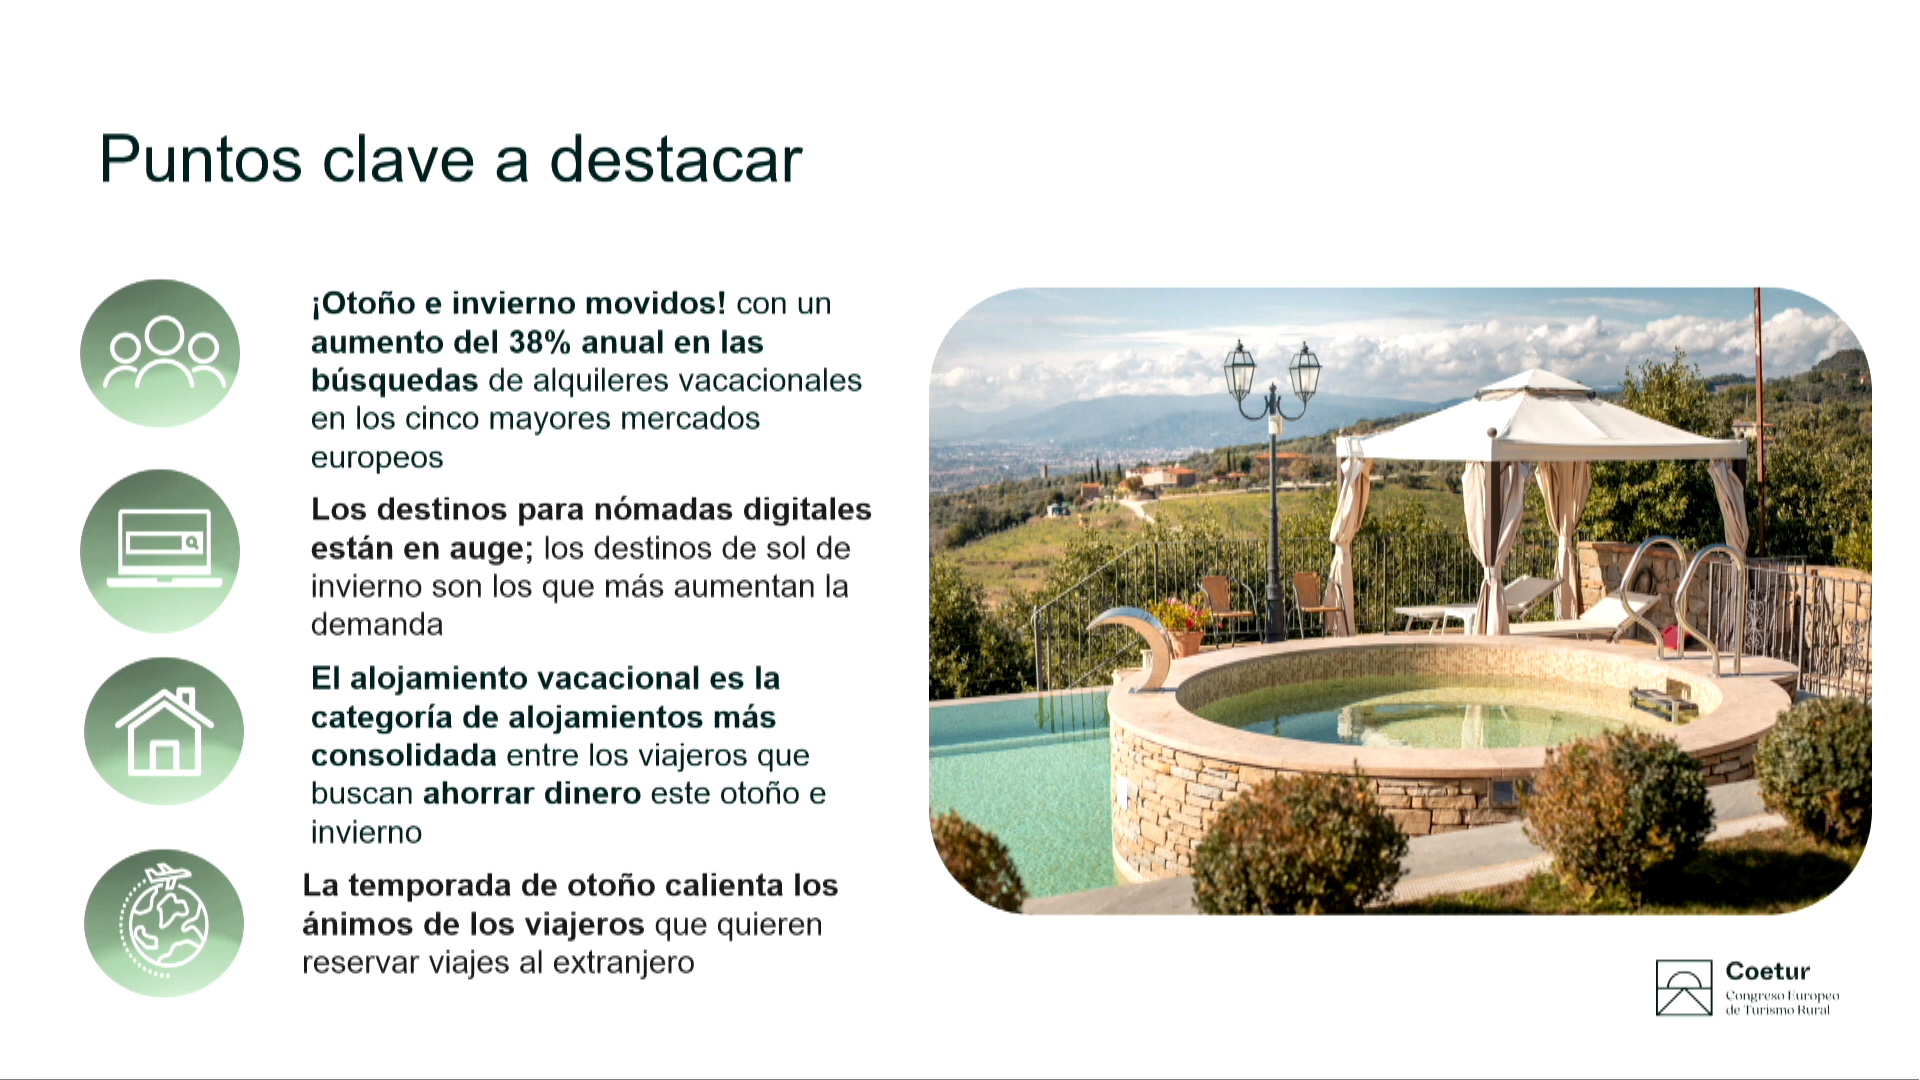 Puntos clave a destacar
¡Otoño e invierno movidos! con un
aumento del 38% anual en las
búsquedas de alquileres vacacionales
en los cinco mayores mercados
europeos
Los destinos para nómadas digitales
están en auge; los destinos de sol de
invierno son los que más aumentan la
demanda
El alojamiento vacacional es la
categoría de alojamientos más
consolidada entre los viajeros que
buscan ahorrar dinero este otoño e
invierno
La temporada de otoño calienta los
ánimos de los viajeros que quieren
reservar viajes al extranjero
Coetur
Congreso Europeo
de Turismo Rural